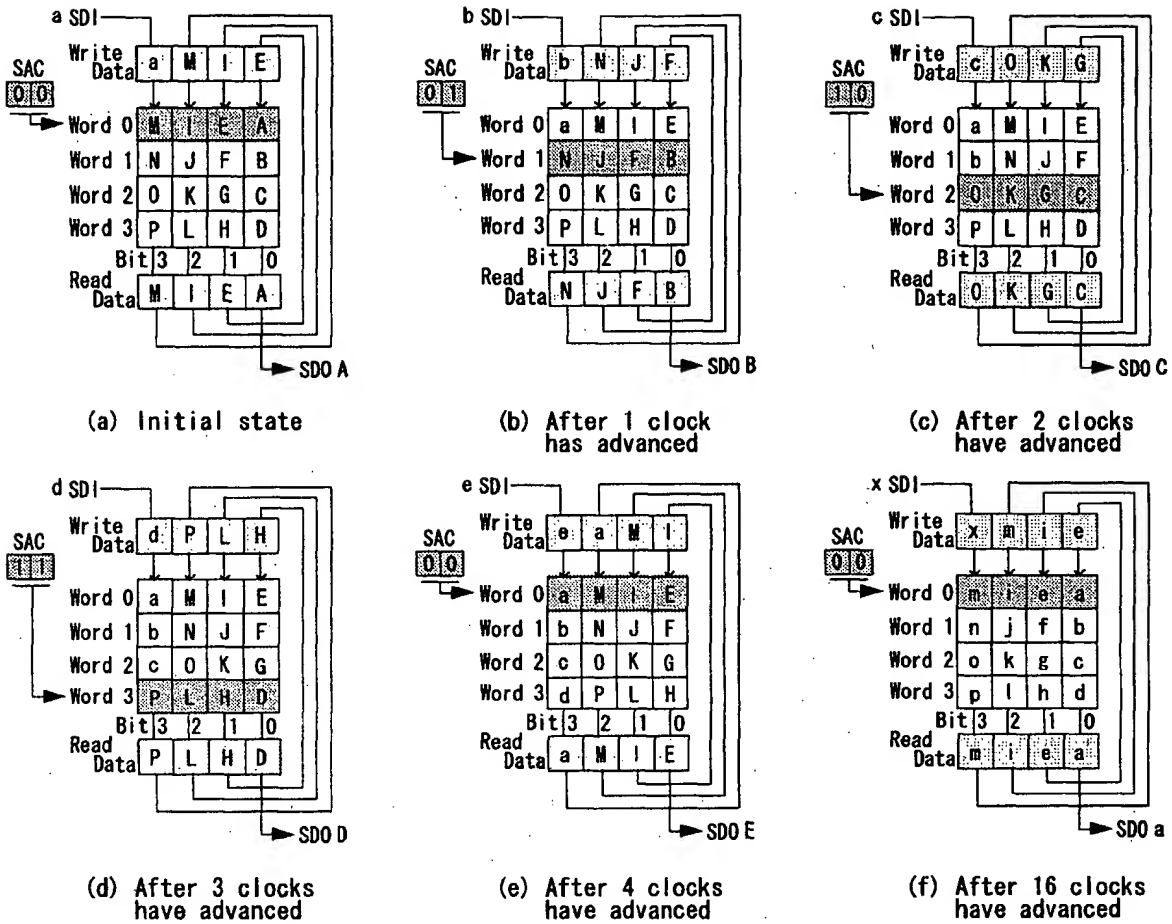 a SDI
Write Data a M I E
SAC
0 0
Word 0 M I E A
Word 1 N J F B
Word 2 O K G C
Word 3 P L H D
Bit 3 2 1 0
Read Data M I E A
SDO A
(a) Initial state
b SDI
Write Data b N J F
SAC
0 1
Word 0 a M I E
Word 1 N J F B
Word 2 O K G C
Word 3 P L H D
Bit 3 2 1 0
Read Data N J F B
SDO B
(b) After 1 clock
has advanced
c SDI
Write Data c O K G
SAC
1 0
Word 0 a M I E
Word 1 b N J F
Word 2 O K G C
Word 3 P L H D
Bit 3 2 1 0
Read Data O K G C
SDO C
(c) After 2 clocks
have advanced
d SDI
Write Data d P L H
SAC
1 1
Word 0 a M I E
Word 1 b N J F
Word 2 c O K G
Word 3 P L H D
Bit 3 2 1 0
Read Data P L H D
SDO D
(d) After 3 clocks
have advanced
e SDI
Write Data e a M I
SAC
0 0
Word 0 a M I E
Word 1 b N J F
Word 2 c O K G
Word 3 d P L H
Bit 3 2 1 0
Read Data a M I E
SDO E
(e) After 4 clocks
have advanced
x SDI
Write Data x m i e
SAC
0 0
Word 0 m i e a
Word 1 n j f b
Word 2 o k g c
Word 3 p l h d
Bit 3 2 1 0
Read Data m i e a
SDO a
(f) After 16 clocks
have advanced